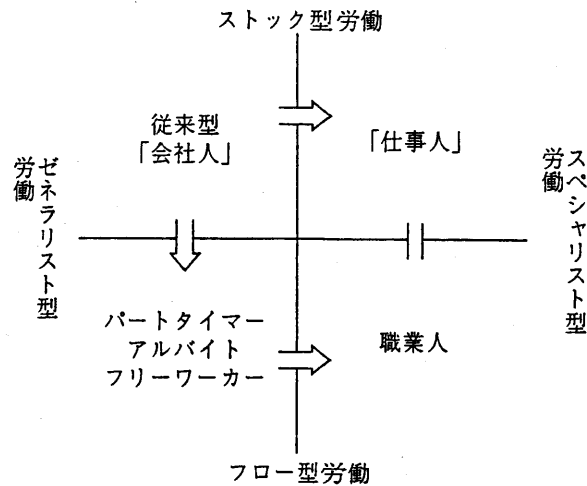 ストック型労働
従来型
「会社人」
「仕事人」
ゼネラリスト型
労働
スペシャリスト型
労働
パートタイマー
アルバイト
フリーワーカー
職業人
フロー型労働